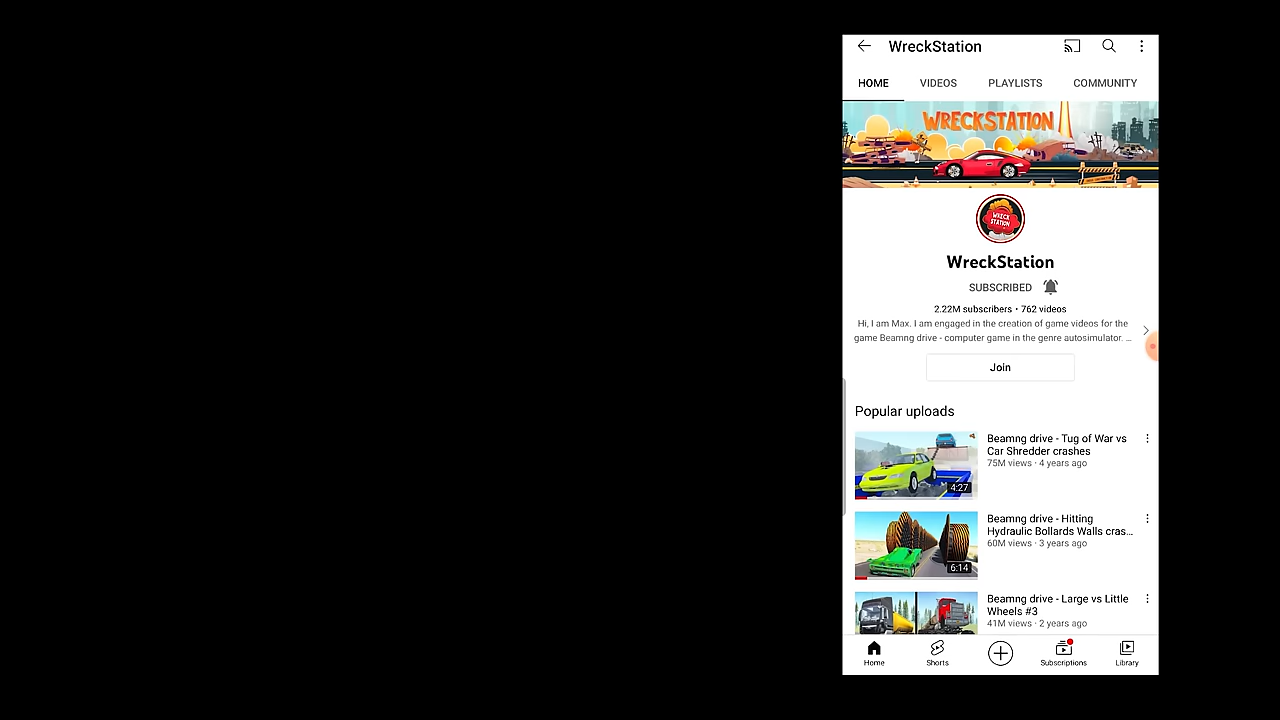 WreckStation
HOME VIDEOS PLAYLISTS COMMUNITY
WRECKSTATION
WRECK
STATION
WreckStation
SUBSCRIBED
2.22M subscribers • 762 videos
Hi, I am Max. I am engaged in the creation of game videos for the
game Beamng drive - computer game in the genre autosimulator. ...
Join
Popular uploads
Beamng drive - Tug of War vs
Car Shredder crashes
75M views · 4 years ago
4:27
Beamng drive - Hitting
Hydraulic Bollards Walls cras...
60M views · 3 years ago
6:14
Beamng drive - Large vs Little
Wheels #3
41M views · 2 years ago
Home Shorts Subscriptions Library